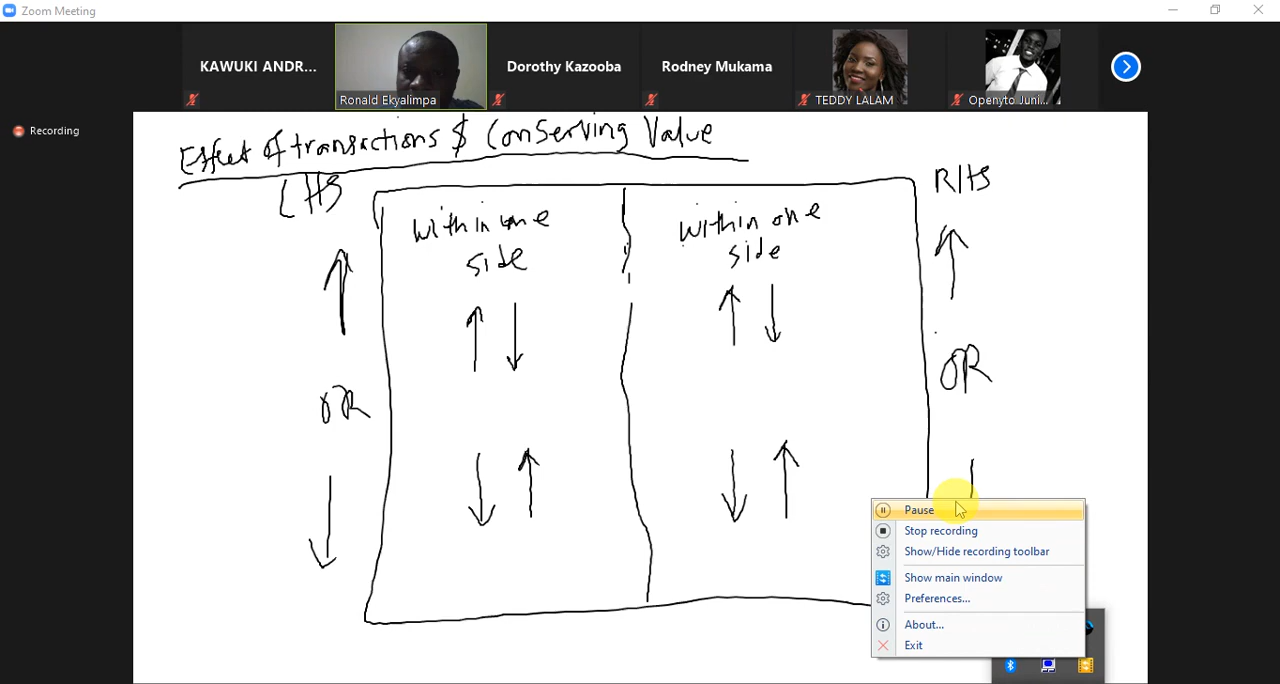 Zoom Meeting
KAWUKI ANDR...
Ronald Ekyalimpa
Dorothy Kazooba
Rodney Mukama
TEDDY LALAM
Openyto Juni...
Recording
Effect of transactions $ Conserving Value
LHS
RHS
within one
side
within one
side
OR
OR
Pause
Stop recording
Show/Hide recording toolbar
Show main window
Preferences...
About...
Exit